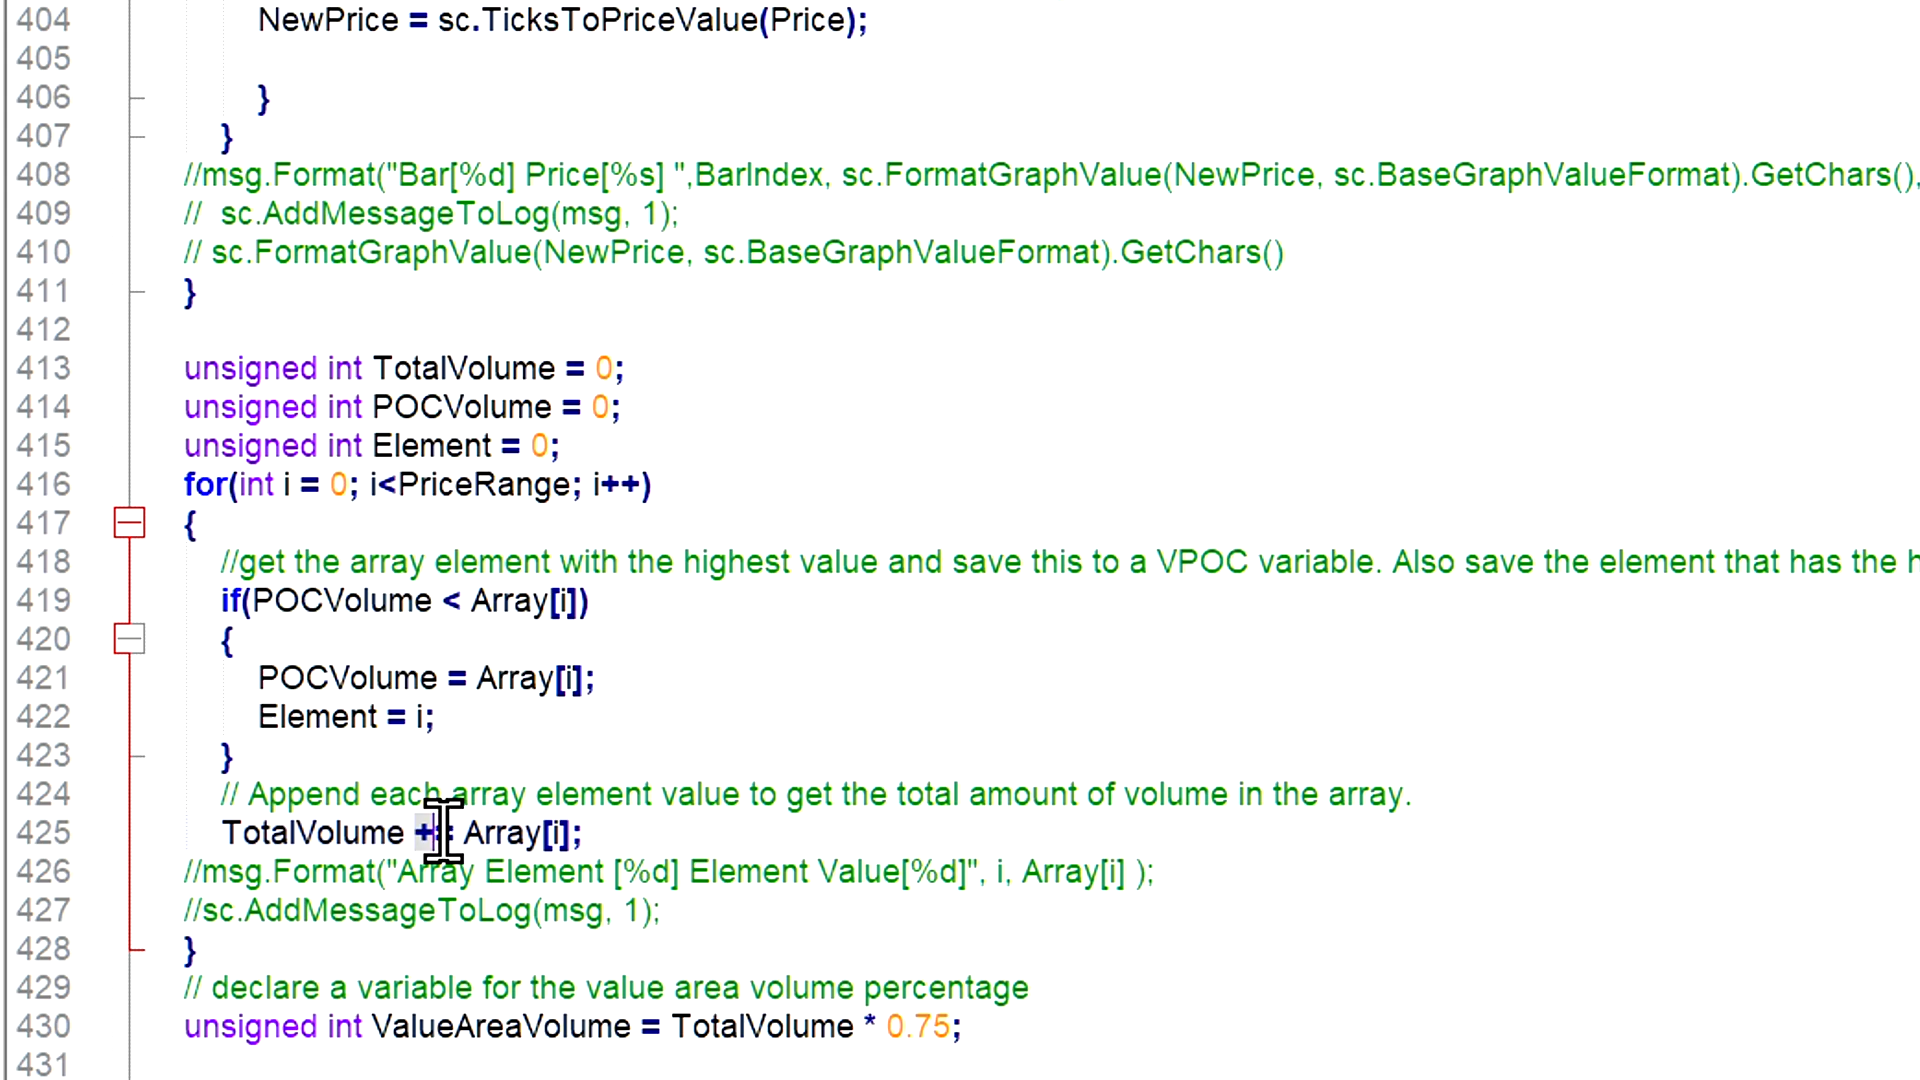 404 NewPrice = sc.TicksToPriceValue(Price);
405
406 }
407 }
408 //msg.Format("Bar[%d] Price[%s] ",BarIndex, sc.FormatGraphValue(NewPrice, sc.BaseGraphValueFormat).GetChars(),
409 //  sc.AddMessageToLog(msg, 1);
410 // sc.FormatGraphValue(NewPrice, sc.BaseGraphValueFormat).GetChars()
411 }
412
413 unsigned int TotalVolume = 0;
414 unsigned int POCVolume = 0;
415 unsigned int Element = 0;
416 for(int i = 0; i<PriceRange; i++)
417 {
418 //get the array element with the highest value and save this to a VPOC variable. Also save the element that has the h
419 if(POCVolume < Array[i])
420 {
421 POCVolume = Array[i];
422 Element = i;
423 }
424 // Append each array element value to get the total amount of volume in the array.
425 TotalVolume += Array[i];
426 //msg.Format("Array Element [%d] Element Value[%d]", i, Array[i] );
427 //sc.AddMessageToLog(msg, 1);
428 }
429 // declare a variable for the value area volume percentage
430 unsigned int ValueAreaVolume = TotalVolume * 0.75;
431